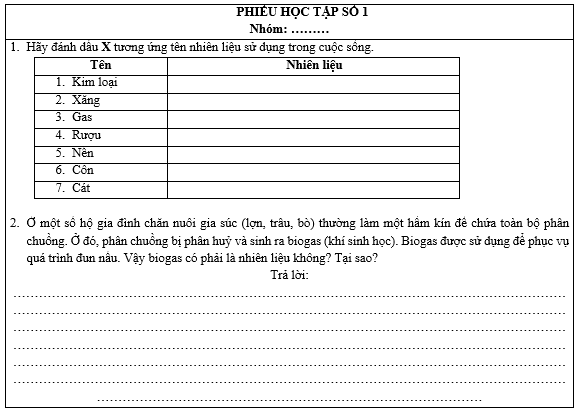 PHIẾU HỌC TẬP SỐ 1
Nhóm: .........
1. Hãy đánh dấu X tương ứng tên nhiên liệu sử dụng trong cuộc sống.
Tên Nhiên liệu
1. Kim loại
2. Xăng
3. Gas
4. Rượu
5. Nến
6. Cồn
7. Cát
2. Ở một số hộ gia đình chăn nuôi gia súc (lợn, trâu, bò) thường làm một hầm kín để chứa toàn bộ phân
chuồng. Ở đó, phân chuồng bị phân huỷ và sinh ra biogas (khí sinh học). Biogas được sử dụng để phục vụ
quá trình đun nấu. Vậy biogas có phải là nhiên liệu không? Tại sao?
Trả lời: